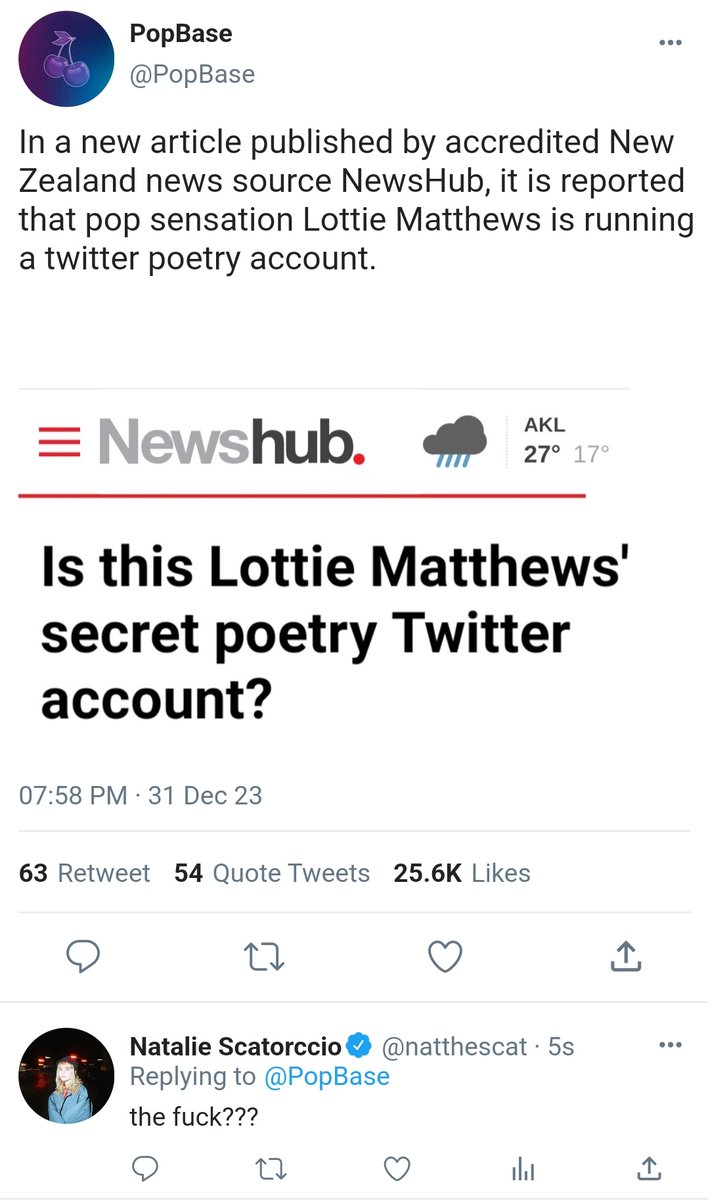 PopBase
@PopBase
In a new article published by accredited New
Zealand news source NewsHub, it is reported
that pop sensation Lottie Matthews is running
a twitter poetry account.
Newshub.
AKL
27° 17°
Is this Lottie Matthews'
secret poetry Twitter
account?
07:58 PM · 31 Dec 23
63 Retweet 54 Quote Tweets 25.6K Likes
Natalie Scatorccio @natthescat · 5s
Replying to @PopBase
the fuck???